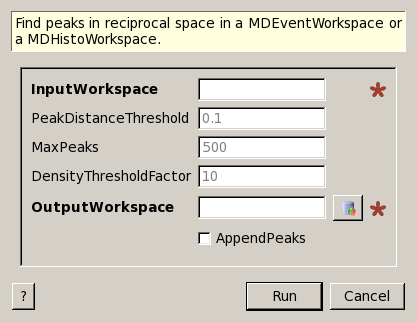 Find peaks in reciprocal space in a MDEventWorkspace or
a MDHistoWorkspace.
InputWorkspace
PeakDistanceThreshold 0.1
MaxPeaks 500
DensityThresholdFactor 10
OutputWorkspace
AppendPeaks
? Run Cancel